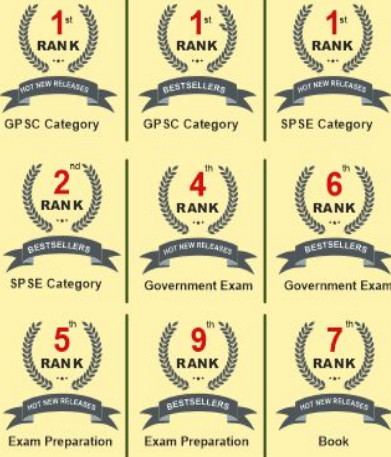 1st 1st 1st
RANK RANK RANK
HOT NEW RELEASES BESTSELLERS HOT NEW RELEASES
GPSC Category GPSC Category SPSE Category
2nd 4th 6th
RANK RANK RANK
BESTSELLERS HOT NEW RELEASES BESTSELLERS
SPSE Category Government Exam Government Exam
5th 9th 7th
RANK RANK RANK
HOT NEW RELEASES BESTSELLERS HOT NEW RELEASES
Exam Preparation Exam Preparation Book